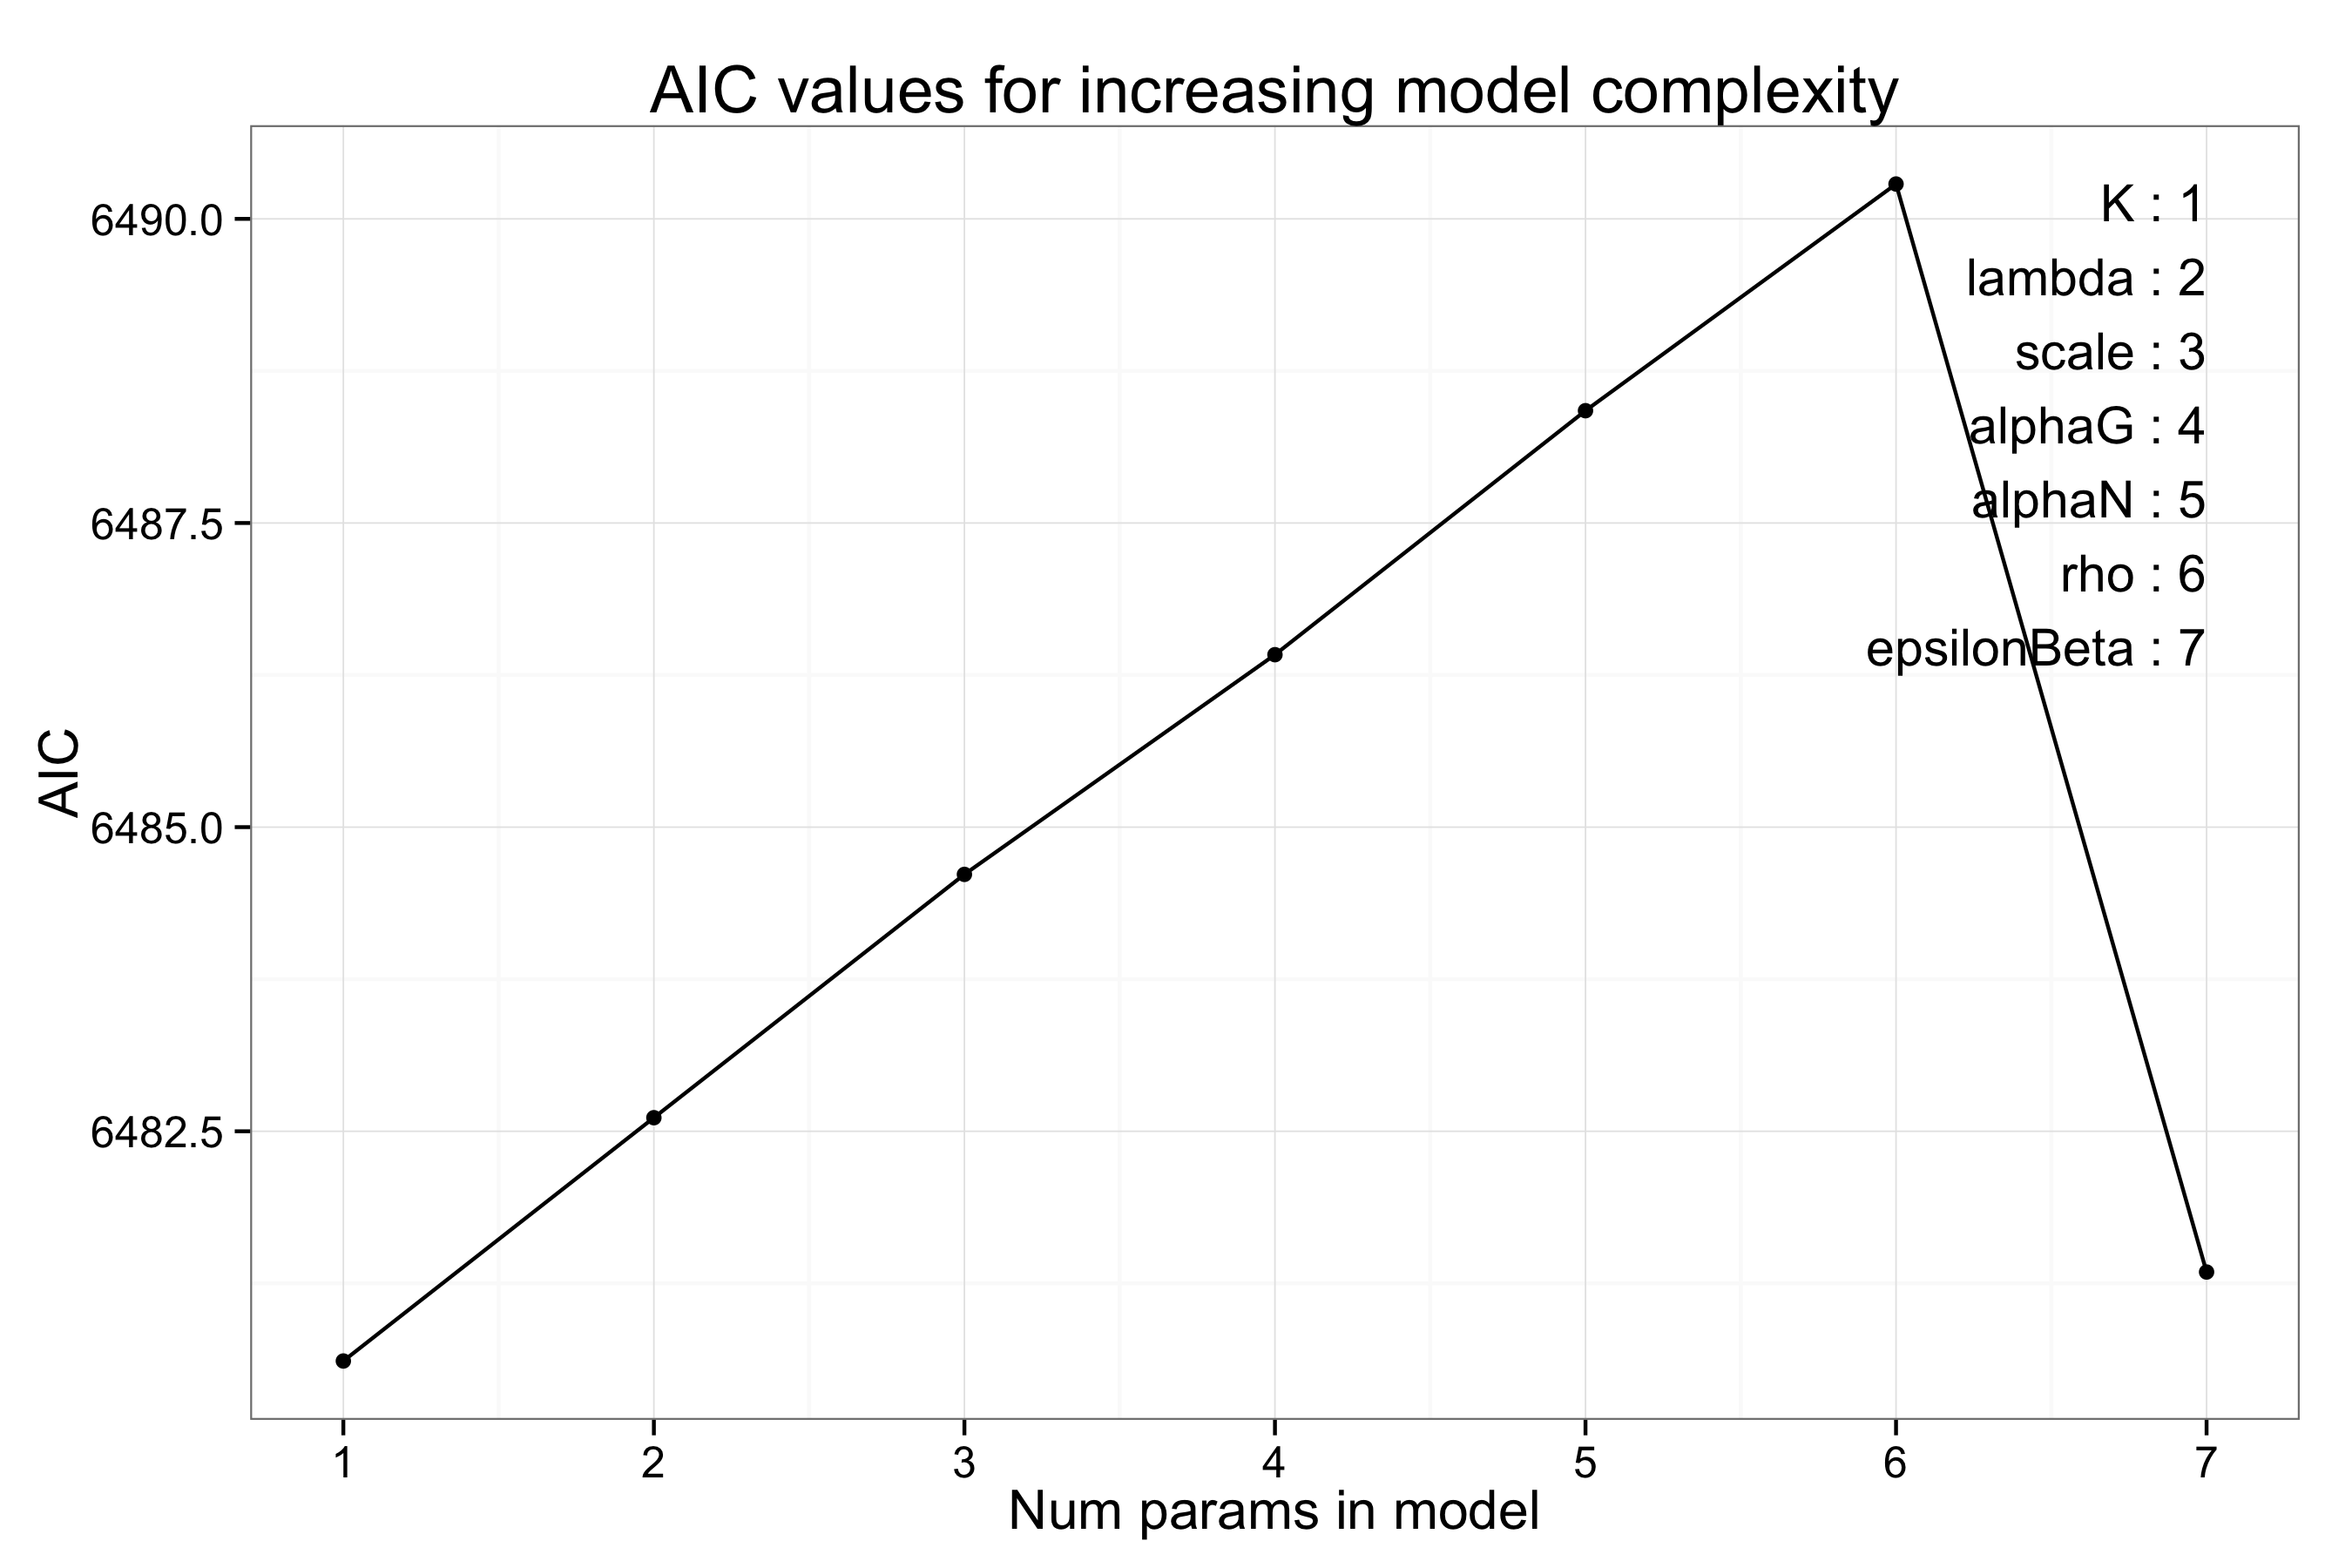 AIC values for increasing model complexity
6490.0
6487.5
6485.0
6482.5
AIC
K : 1
lambda : 2
scale : 3
alphaG : 4
alphaN : 5
rho : 6
epsilonBeta : 7
1 2 3 4 5 6 7
Num params in model